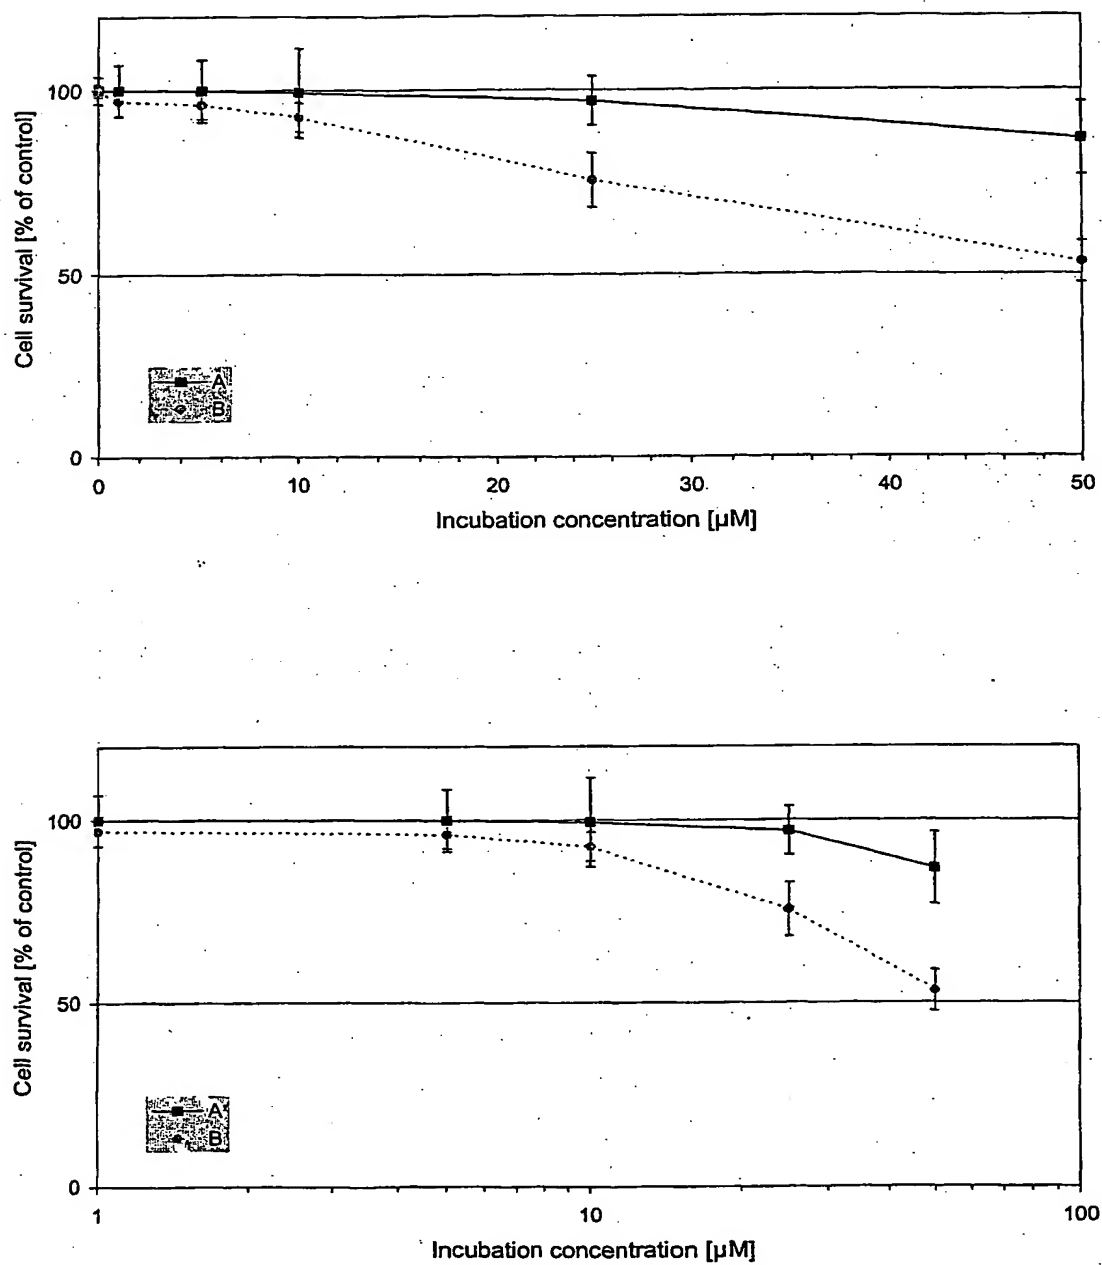 100
50
0
Cell survival [% of control]
A
B
0 10 20 30 40 50
Incubation concentration [µM]
100
50
0
Cell survival [% of control]
A
B
1 10 100
Incubation concentration [µM]